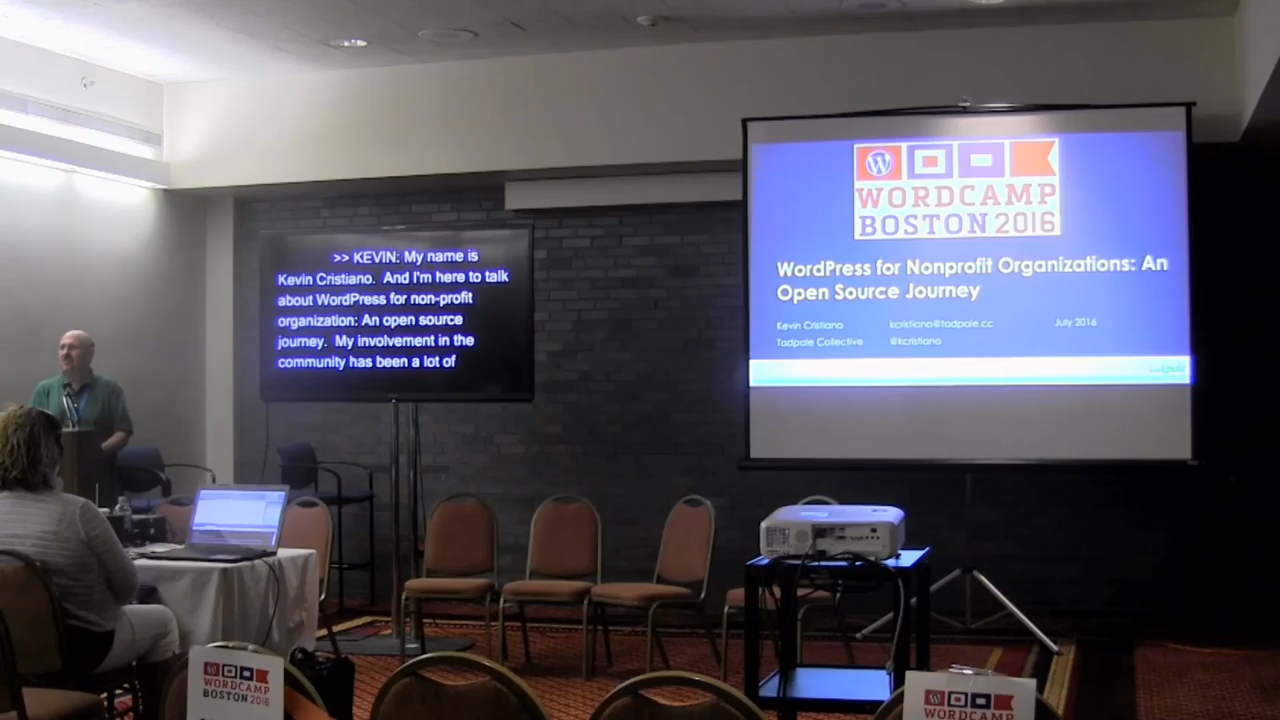 >> KEVIN: My name is
Kevin Cristiano. And I'm here to talk
about WordPress for non-profit
organization: An open source
journey. My involvement in the
community has been a lot of
WORDCAMP
BOSTON 2016
WordPress for Nonprofit Organizations: An
Open Source Journey
Kevin Cristiano kcristiano@tadpole.cc July 2016
Tadpole Collective @kcristiano
tadpole
WORDCAMP
BOSTON 2016
WORDCAMP